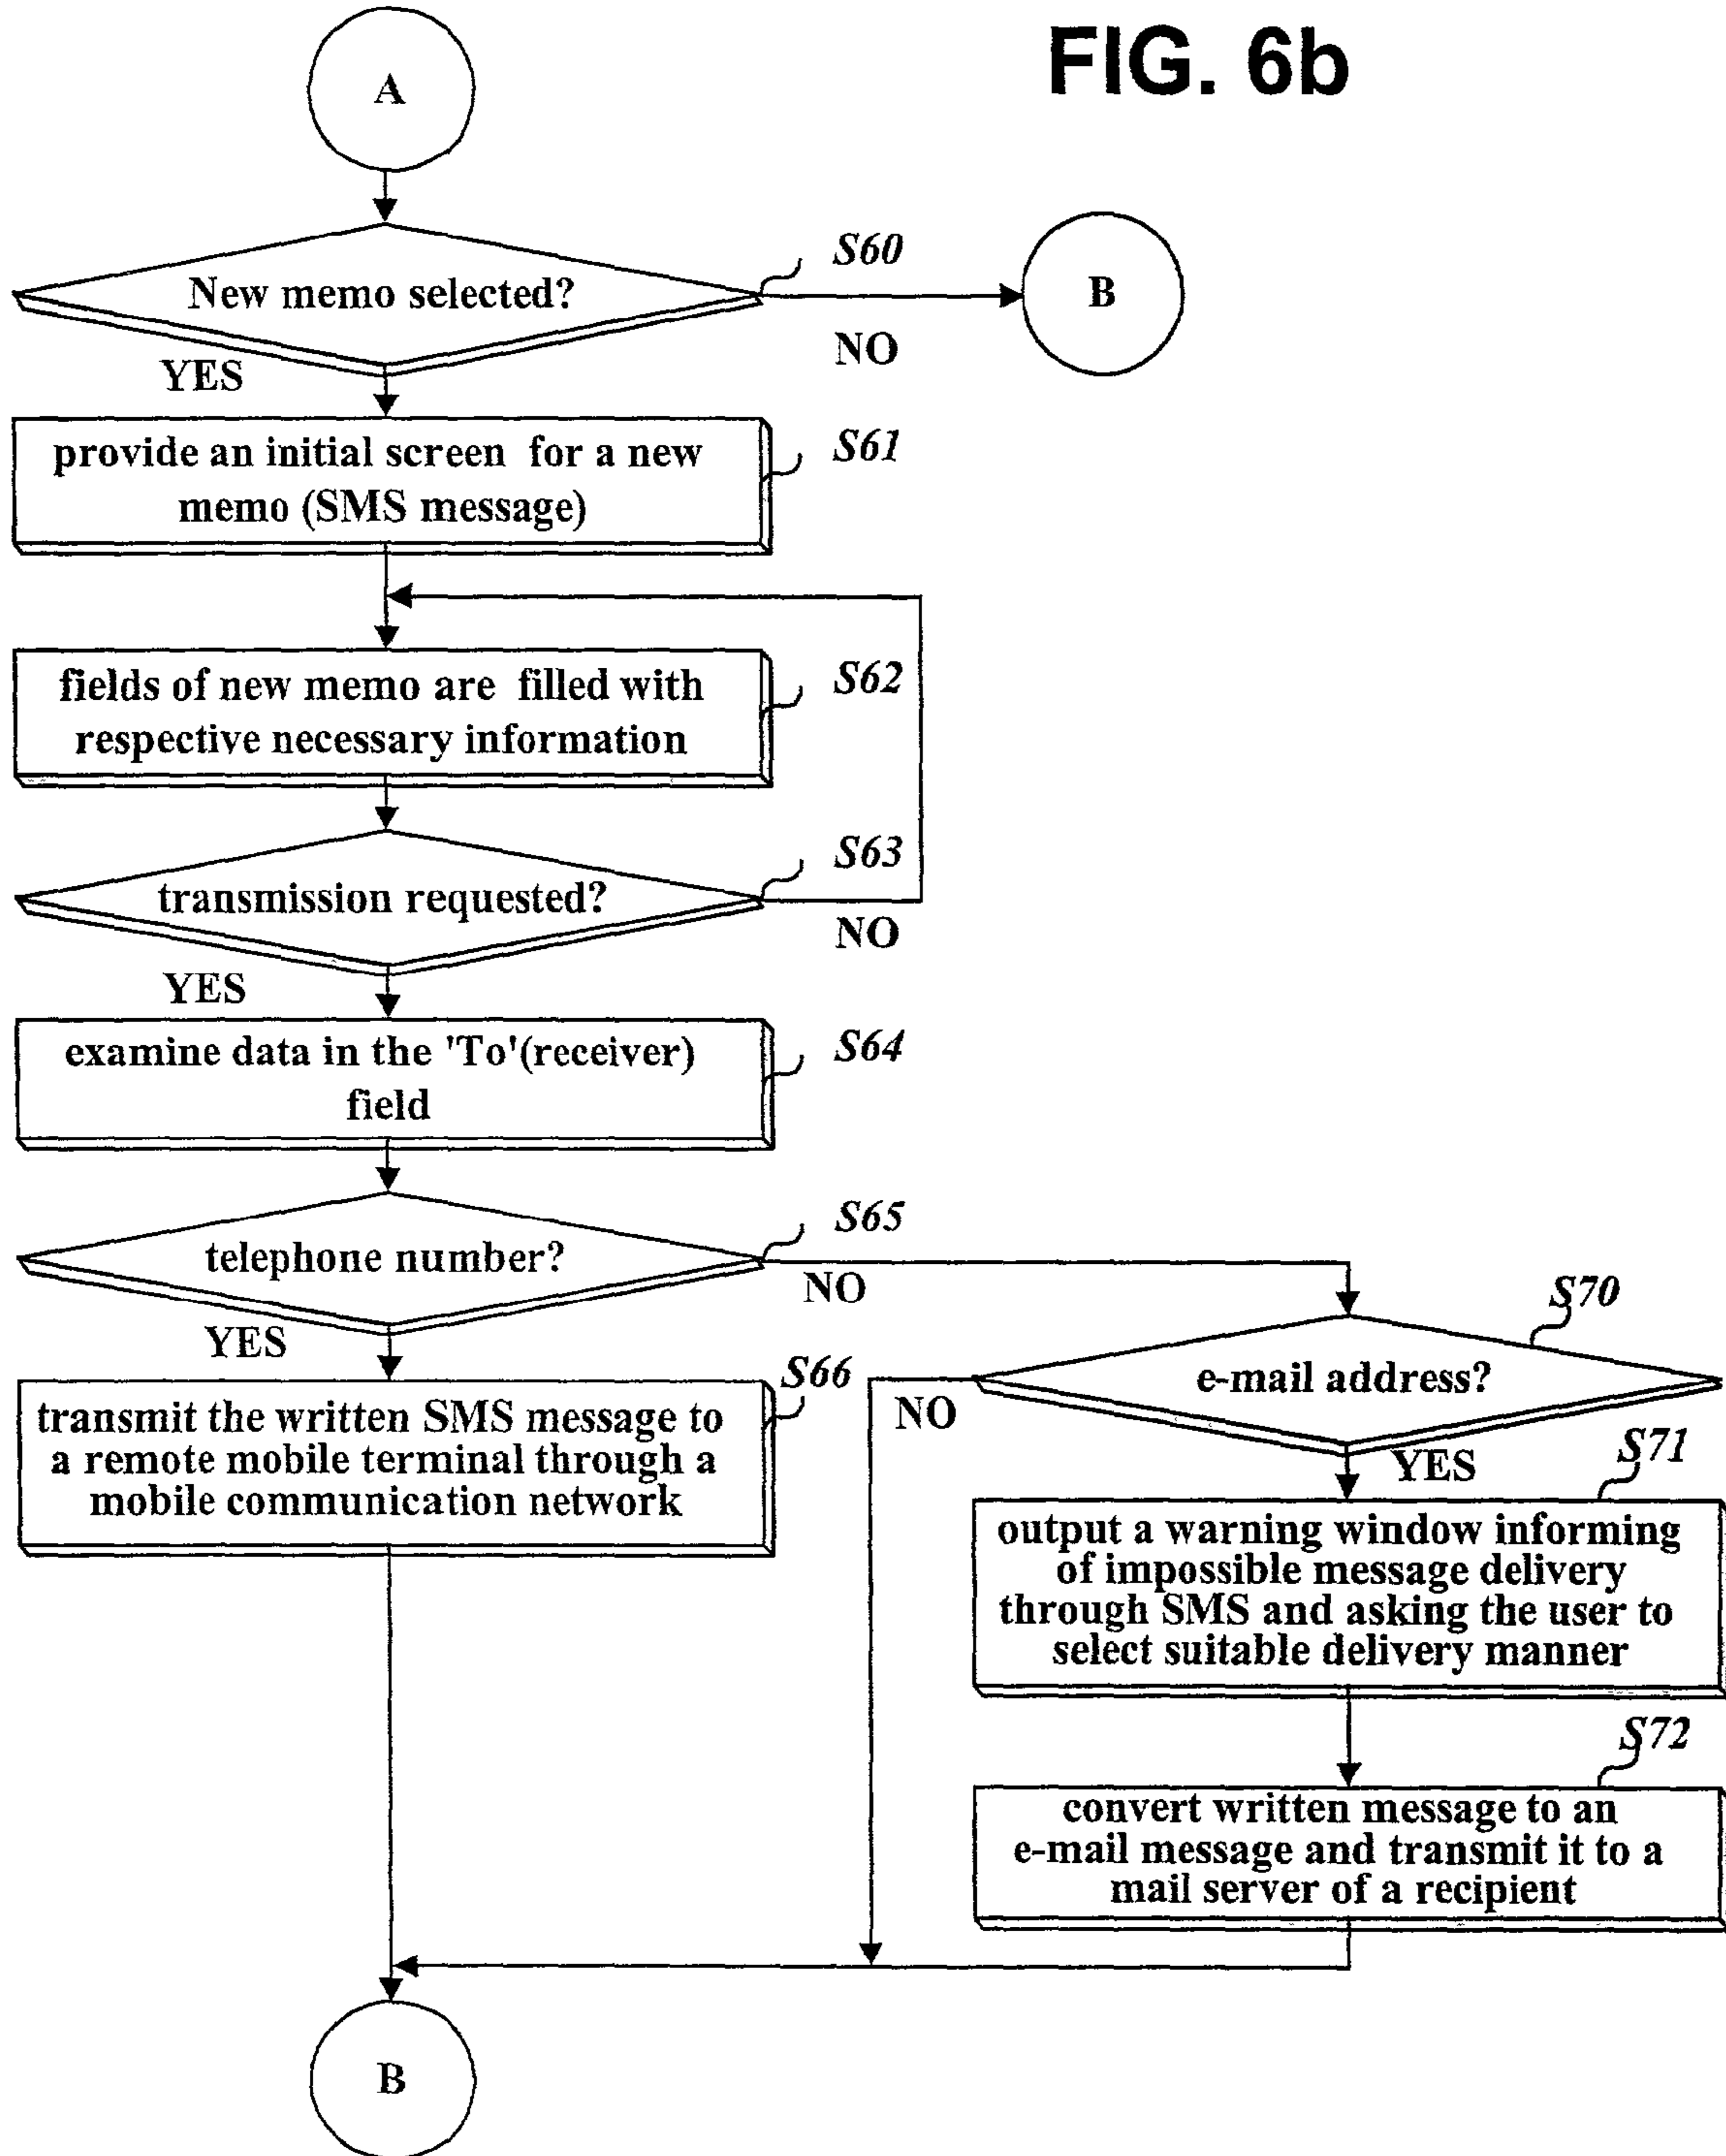 FIG. 6b
A
S60
New memo selected?
B
NO
YES
S61
provide an initial screen for a new
memo (SMS message)
S62
fields of new memo are filled with
respective necessary information
S63
transmission requested?
NO
YES
S64
examine data in the 'To'(receiver)
field
S65
telephone number?
NO
YES
S70
e-mail address?
NO
YES
S66
transmit the written SMS message to
a remote mobile terminal through a
mobile communication network
S71
output a warning window informing
of impossible message delivery
through SMS and asking the user to
select suitable delivery manner
S72
convert written message to an
e-mail message and transmit it to a
mail server of a recipient
B